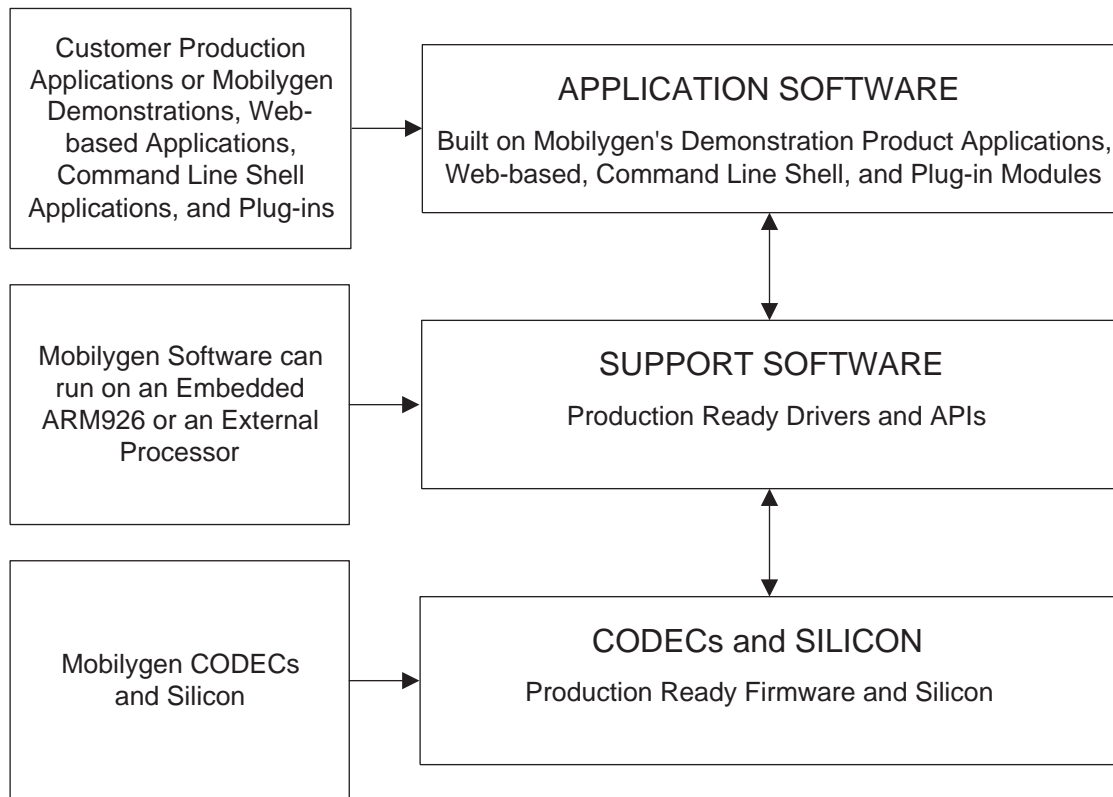 Customer Production
Applications or Mobilygen
Demonstrations, Web-
based Applications,
Command Line Shell
Applications, and Plug-ins
APPLICATION SOFTWARE
Built on Mobilygen's Demonstration Product Applications,
Web-based, Command Line Shell, and Plug-in Modules
Mobilygen Software can
run on an Embedded
ARM926 or an External
Processor
SUPPORT SOFTWARE
Production Ready Drivers and APIs
Mobilygen CODECs
and Silicon
CODECs and SILICON
Production Ready Firmware and Silicon